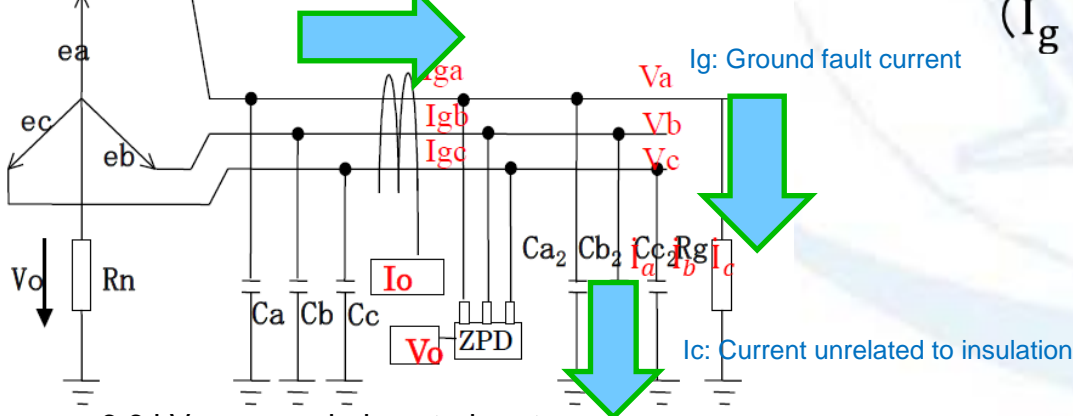 (Ig
ea
Ig: Ground fault current
Iga
Va
ec
Igb
Vb
eb
Igc
Vc
Ca2 Cb2 Cc2 Rg
ia ib ic
Vo
Rn
Io
Ca Cb Cc
Vo
ZPD
Ic: Current unrelated to insulation